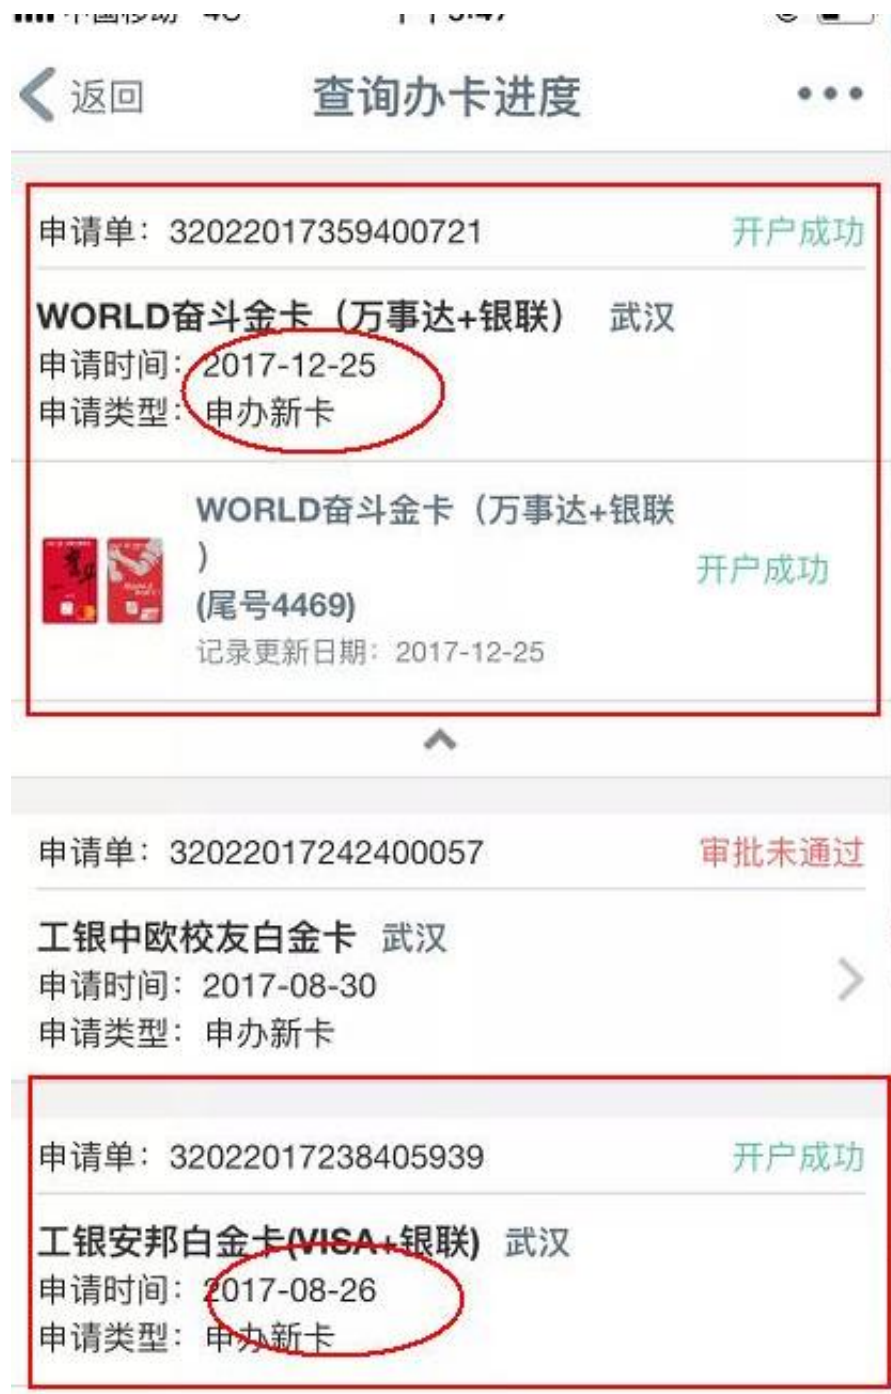 返回
查询办卡进度
申请单：32022017359400721
开户成功
WORLD奋斗金卡（万事达+银联） 武汉
申请时间：2017-12-25
申请类型：申办新卡
WORLD奋斗金卡（万事达+银联
）
开户成功
(尾号4469)
记录更新日期：2017-12-25
申请单：32022017242400057
审批未通过
工银中欧校友白金卡 武汉
申请时间：2017-08-30
申请类型：申办新卡
申请单：32022017238405939
开户成功
工银安邦白金卡(VISA+银联) 武汉
申请时间：2017-08-26
申请类型：申办新卡